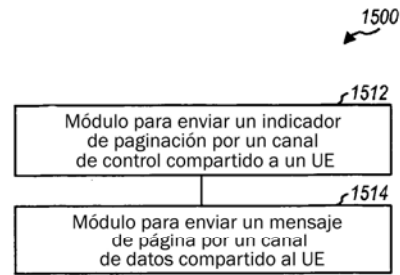 1500
1512
Módulo para enviar un indicador
de paginación por un canal
de control compartido a un UE
1514
Módulo para enviar un mensaje
de página por un canal
de datos compartido al UE